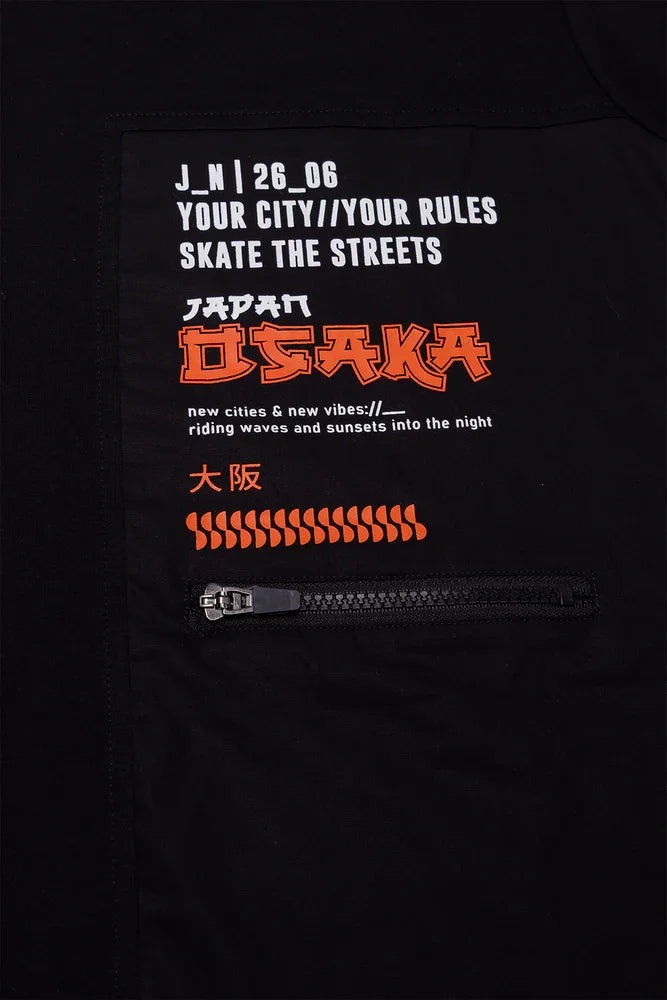 J_N | 26_06
YOUR CITY//YOUR RULES
SKATE THE STREETS
JAPAN
OSAKA
new cities & new vibes://__
riding waves and sunsets into the night
大阪